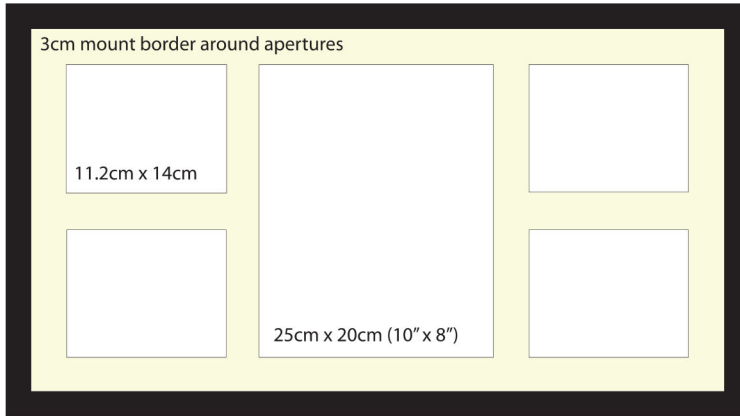 3cm mount border around apertures
11.2cm x 14cm
25cm x 20cm (10” x 8”)